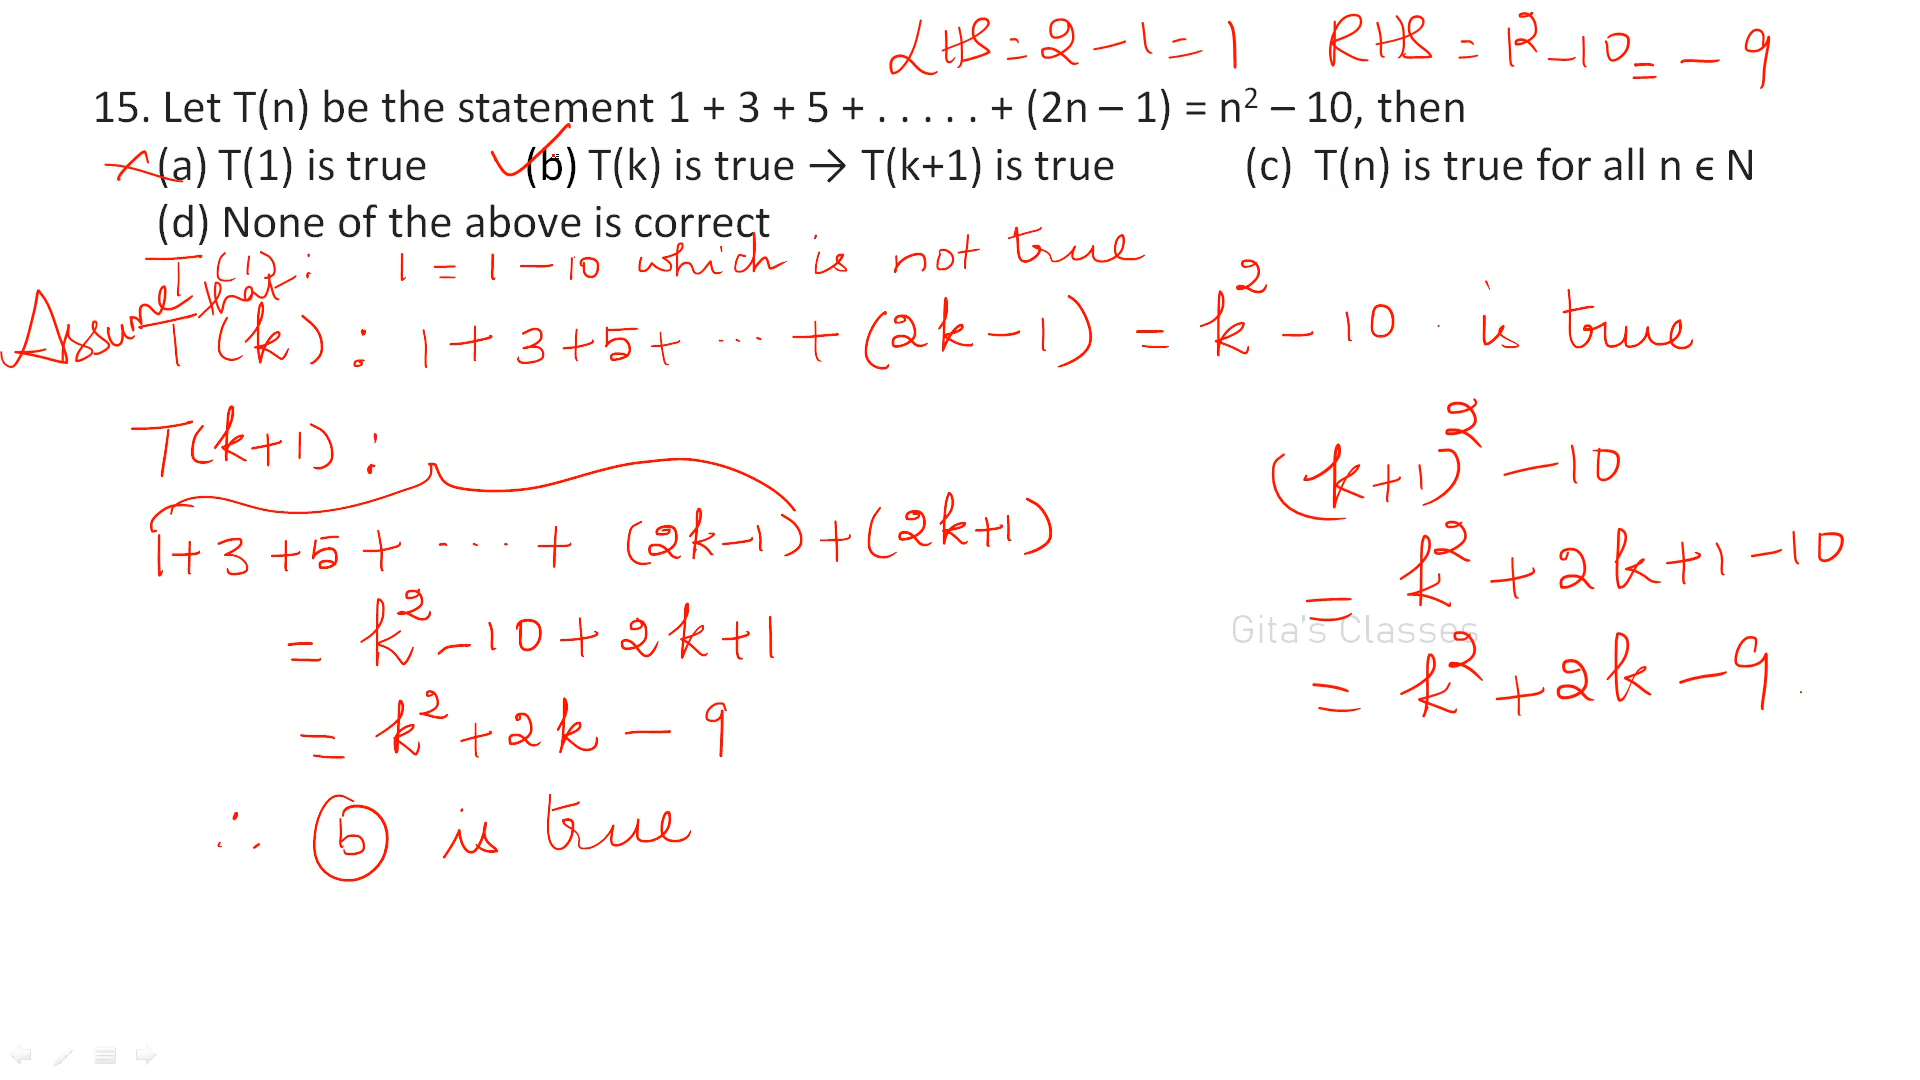 LHS = 2 - 1 = 1 RHS = 1² - 10 = - 9
15. Let T(n) be the statement 1 + 3 + 5 + . . . . . + (2n – 1) = n² – 10, then
(a) T(1) is true (b) T(k) is true → T(k+1) is true (c) T(n) is true for all n ϵ N
(d) None of the above is correct
T(1): 1 = 1 - 10 which is not true
Assume that
T(k): 1 + 3 + 5 + ... + (2k - 1) = k² - 10 . is true
T(k+1):
1 + 3 + 5 + .... + (2k - 1) + (2k + 1)
= k² - 10 + 2k + 1
= k² + 2k - 9
∴ (b) is true
(k+1)² - 10
= k² + 2k + 1 - 10
Gita's Classes
= k² + 2k - 9 .